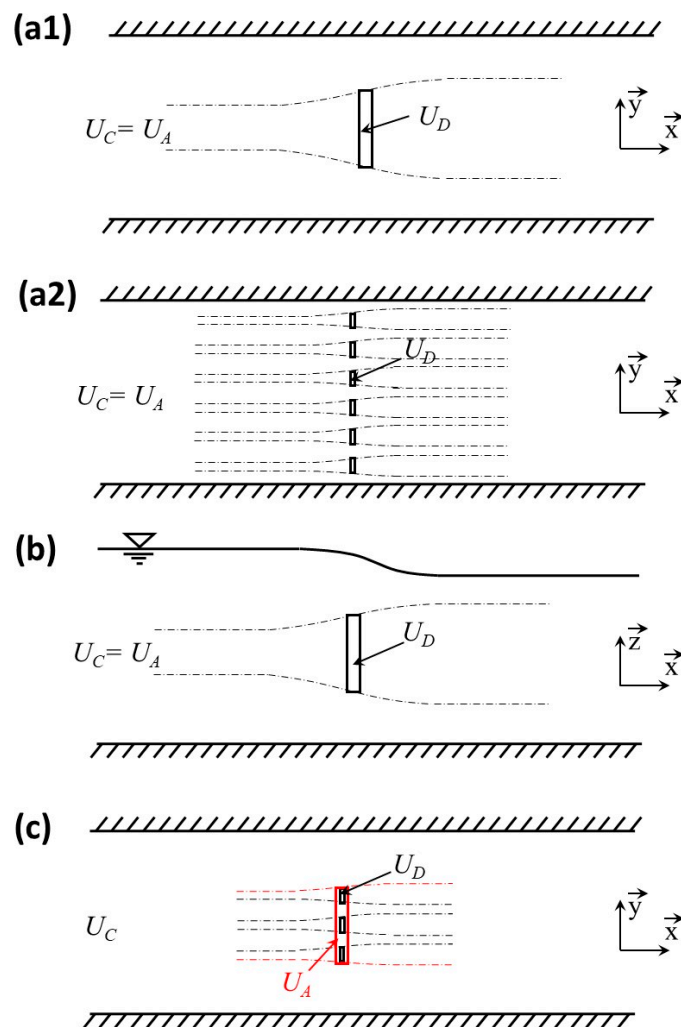 (a1)
U_C = U_A
U_D
y
x
(a2)
U_C = U_A
U_D
y
x
(b)
U_C = U_A
U_D
z
x
(c)
U_C
U_D
U_A
y
x